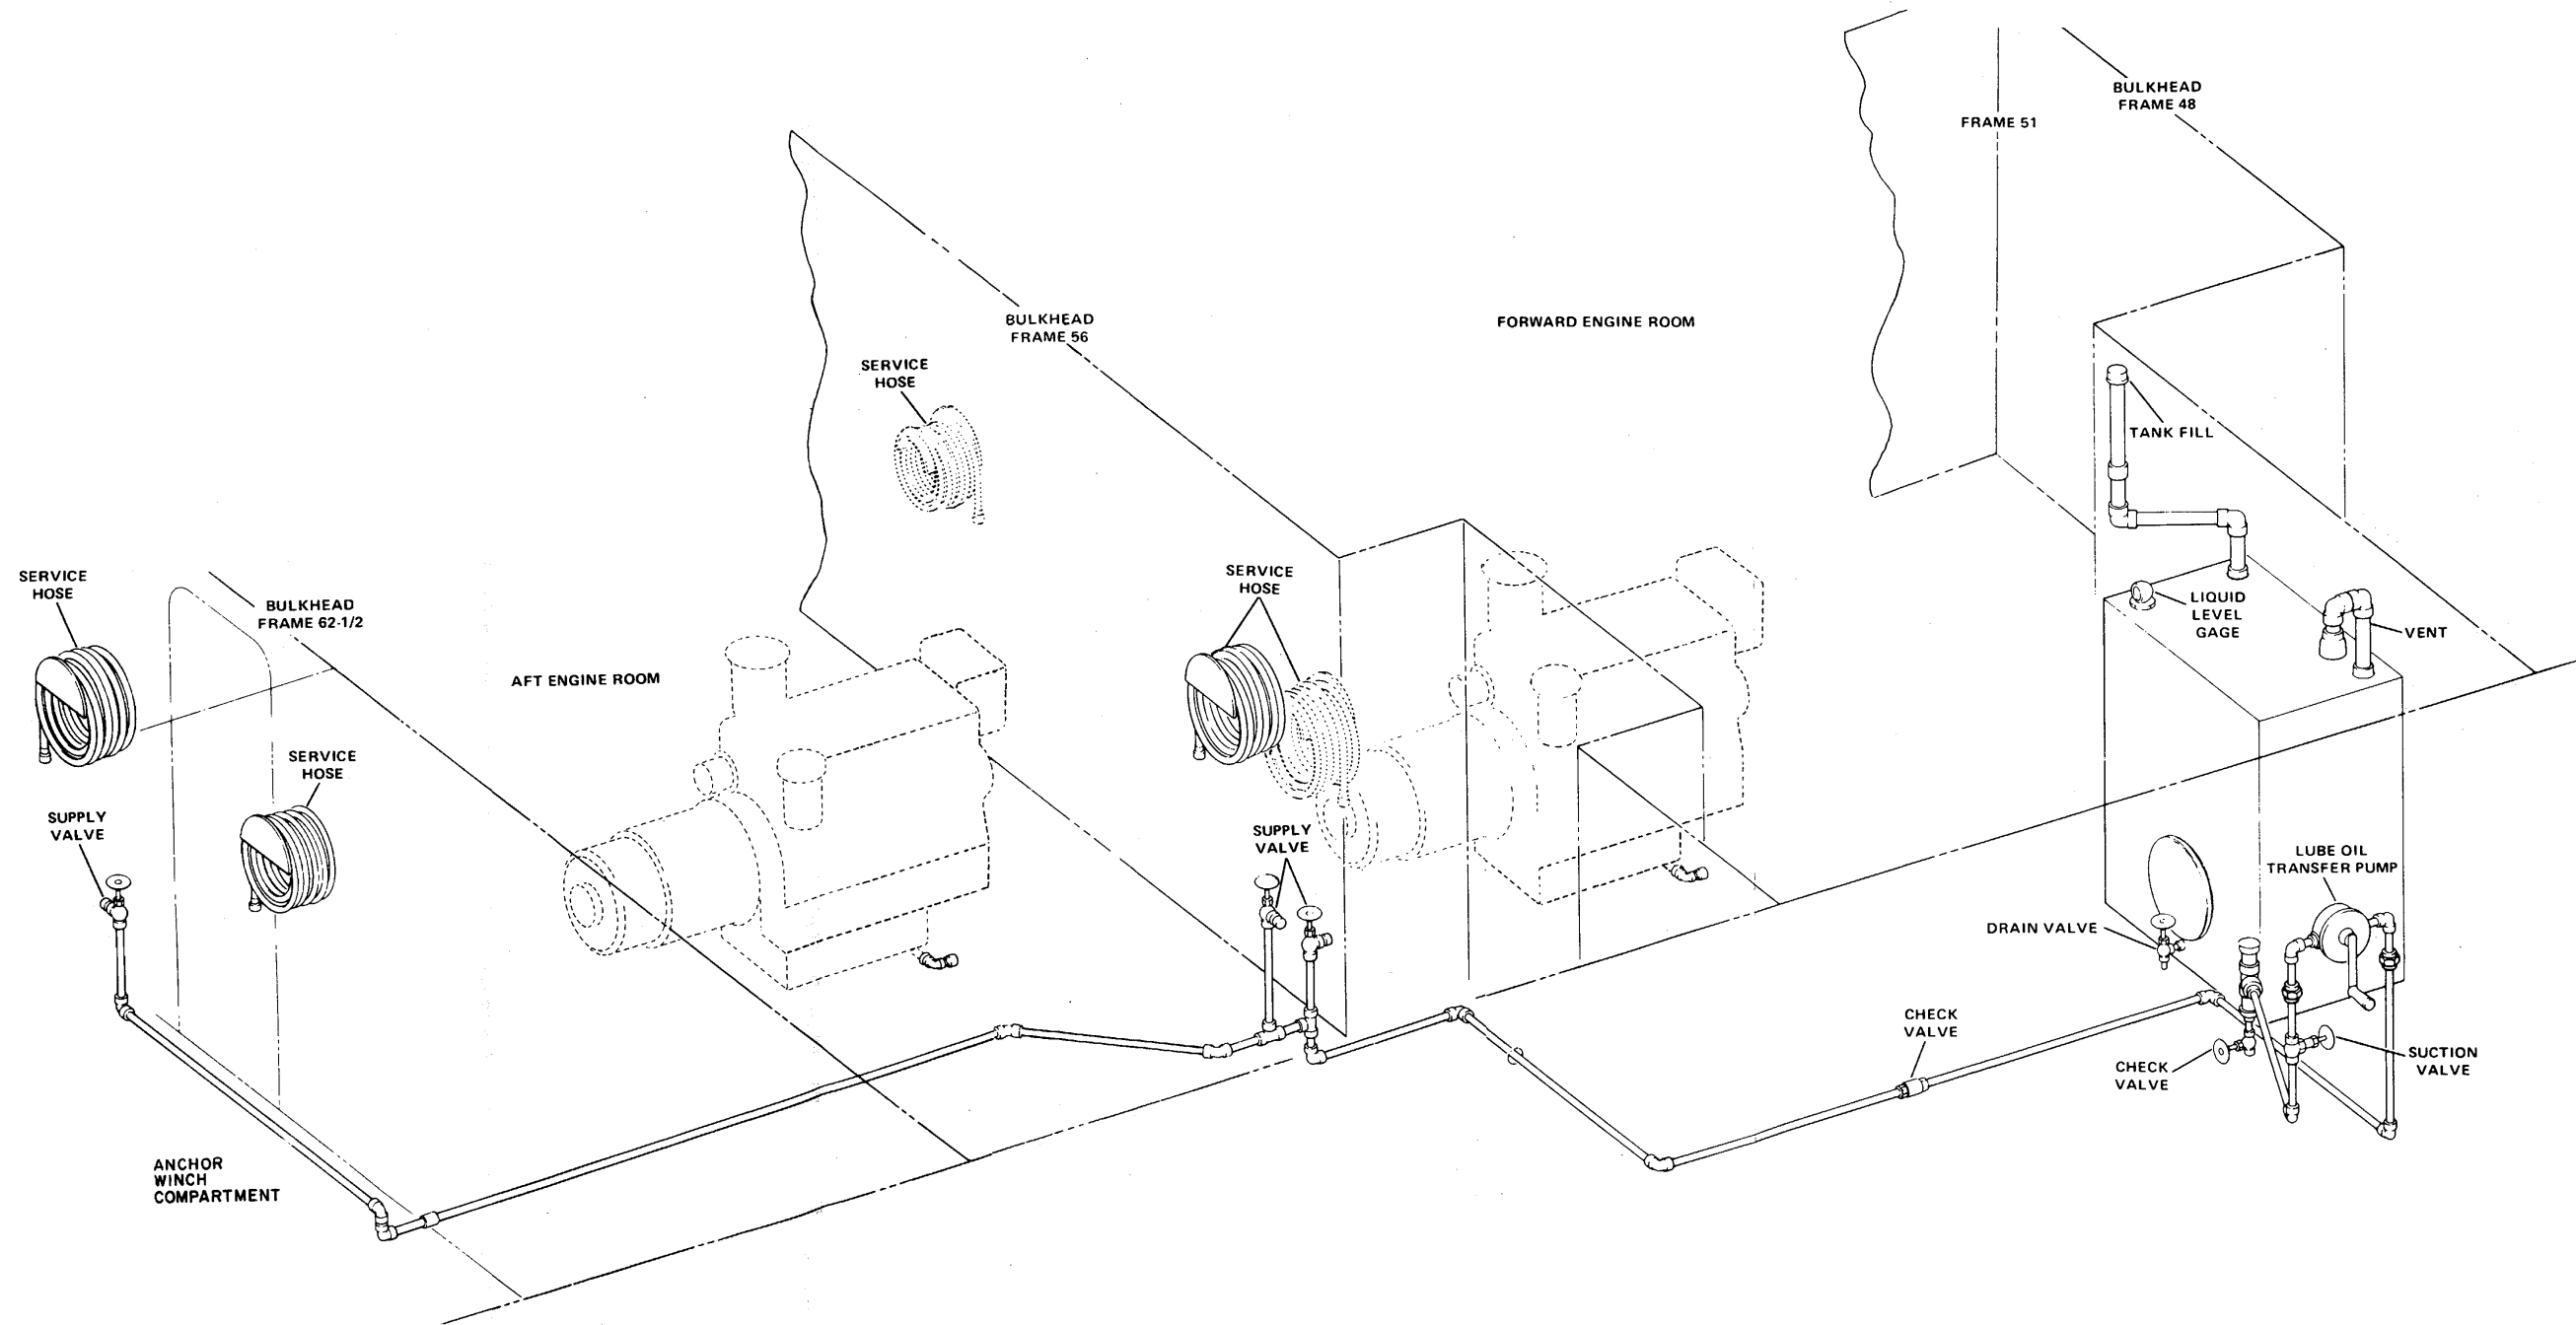 BULKHEAD
FRAME 48
FRAME 51
BULKHEAD
FRAME 56
FORWARD ENGINE ROOM
SERVICE
HOSE
TANK FILL
SERVICE
HOSE
BULKHEAD
FRAME 62-1/2
SERVICE
HOSE
LIQUID
LEVEL
GAGE
VENT
AFT ENGINE ROOM
SERVICE
HOSE
SUPPLY
VALVE
SUPPLY
VALVE
LUBE OIL
TRANSFER PUMP
DRAIN VALVE
CHECK
VALVE
CHECK
VALVE
SUCTION
VALVE
ANCHOR
WINCH
COMPARTMENT